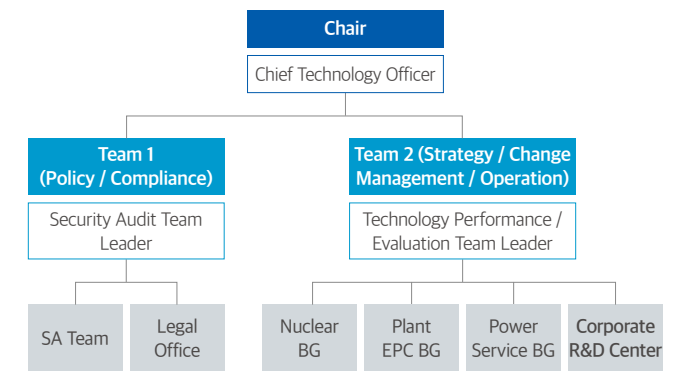 Chair
Chief Technology Officer
Team 1
(Policy / Compliance)
Security Audit Team
Leader
Team 2 (Strategy / Change
Management / Operation)
Technology Performance /
Evaluation Team Leader
SA Team
Legal
Office
Nuclear
BG
Plant
EPC BG
Power
Service BG
Corporate
R&D Center